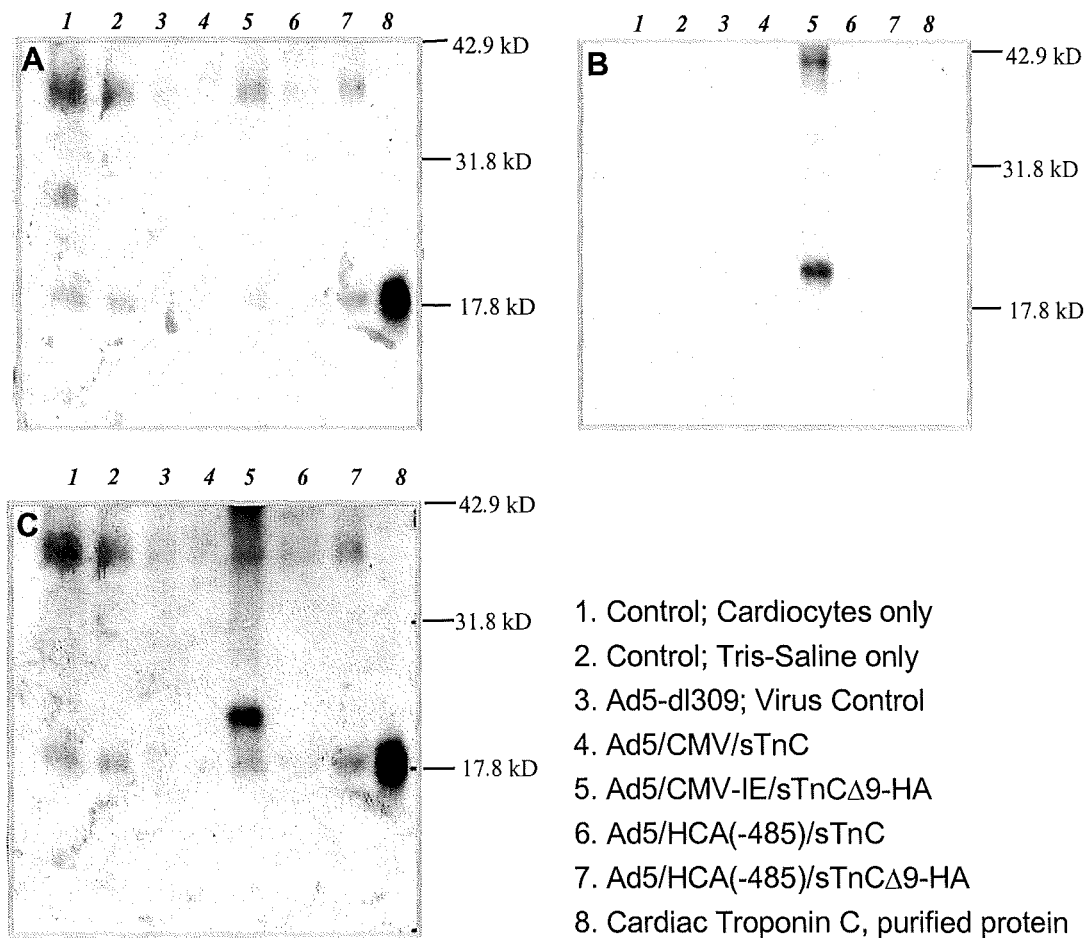 1 2 3 4 5 6 7 8
A
42.9 kD
31.8 kD
17.8 kD
1 2 3 4 5 6 7 8
B
42.9 kD
31.8 kD
17.8 kD
1 2 3 4 5 6 7 8
C
42.9 kD
31.8 kD
17.8 kD
1. Control; Cardiocytes only
2. Control; Tris-Saline only
3. Ad5-dl309; Virus Control
4. Ad5/CMV/sTnC
5. Ad5/CMV-IE/sTnCΔ9-HA
6. Ad5/HCA(-485)/sTnC
7. Ad5/HCA(-485)/sTnCΔ9-HA
8. Cardiac Troponin C, purified protein